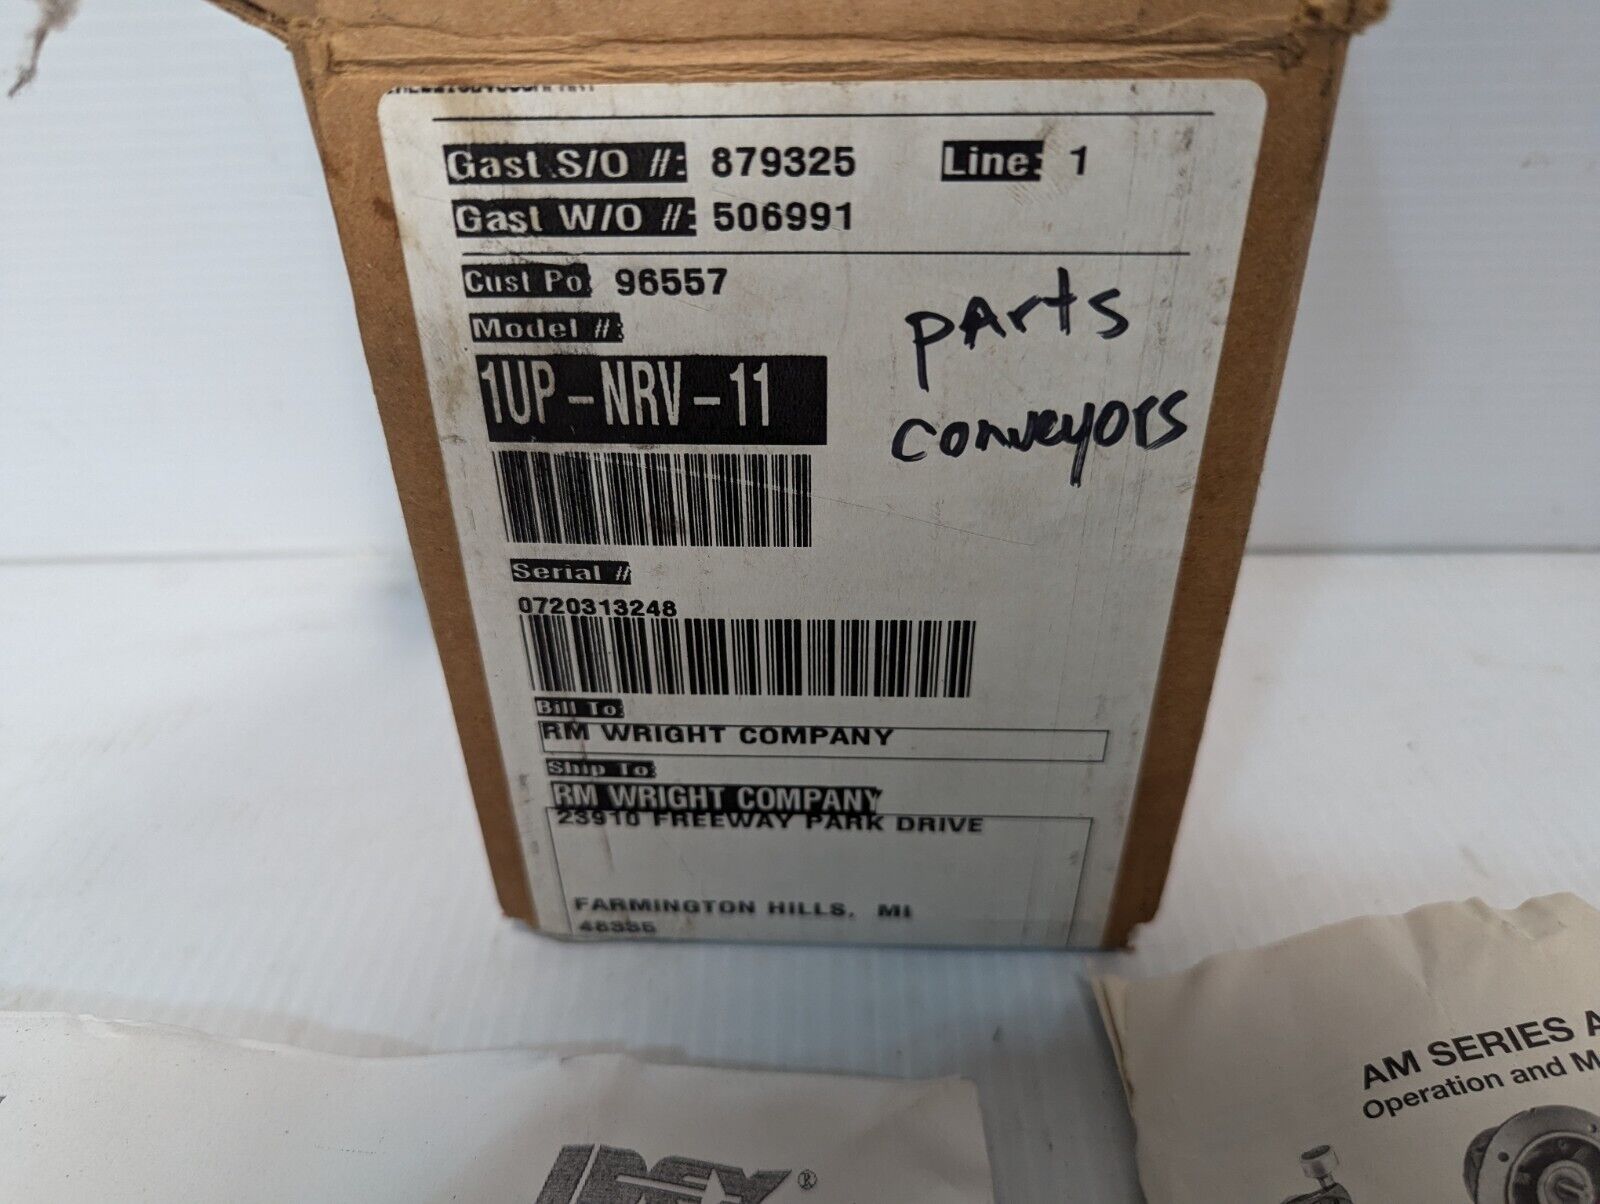 Gast S/O #: 879325 Line: 1
Gast W/O #: 506991
Cust Po: 96557
Model #:
1UP-NRV-11
parts
conveyors
Serial #
0720313248
Bill To:
RM WRIGHT COMPANY
Ship To:
RM WRIGHT COMPANY
23910 FREEWAY PARK DRIVE
FARMINGTON HILLS, MI
AM SERIES
Operation and
IDEX®